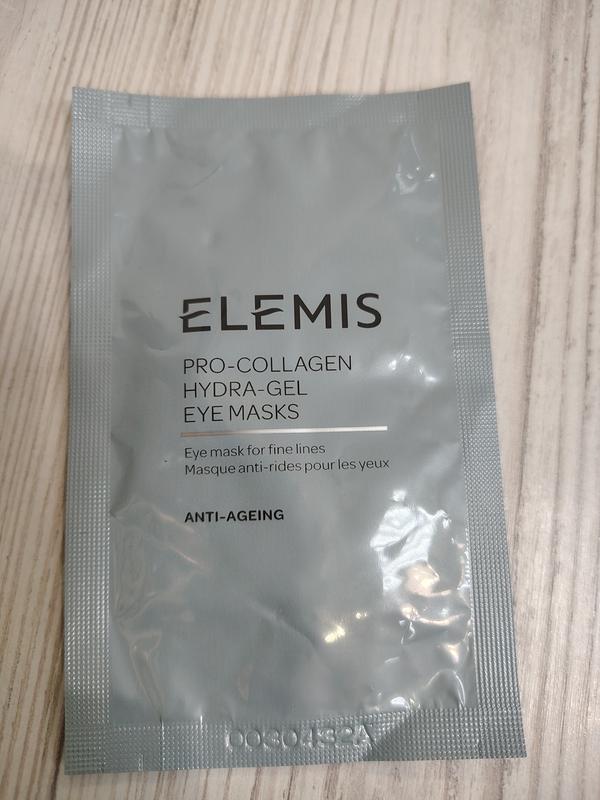 ELEMIS
PRO-COLLAGEN
HYDRA-GEL
EYE MASKS
Eye mask for fine lines
Masque anti-rides pour les yeux
ANTI-AGEING
0030432A